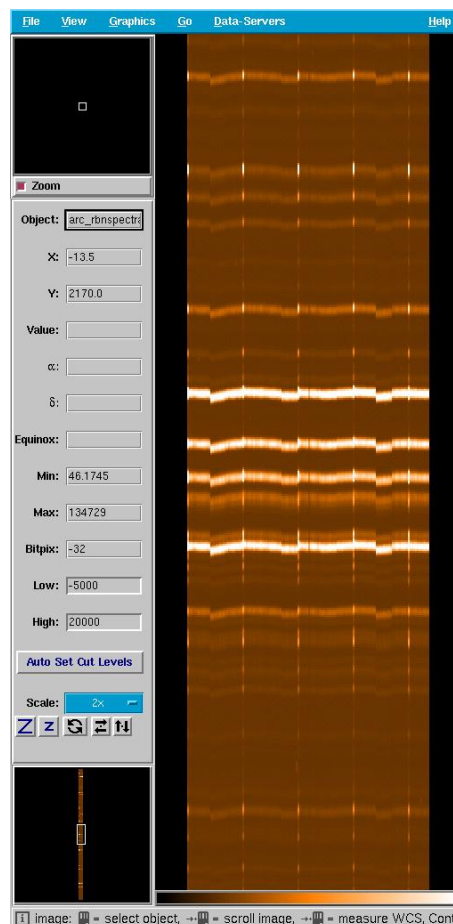 File View Graphics Go Data-Servers Help
Zoom
Object: arc_rbnspectra
X: -13.5
Y: 2170.0
Value:
α:
δ:
Equinox:
Min: 46.1745
Max: 134729
Bitpix: -32
Low: -5000
High: 20000
Auto Set Cut Levels
Scale: 2x
Z z
i image: = select object, = scroll image, = measure WCS, Cont